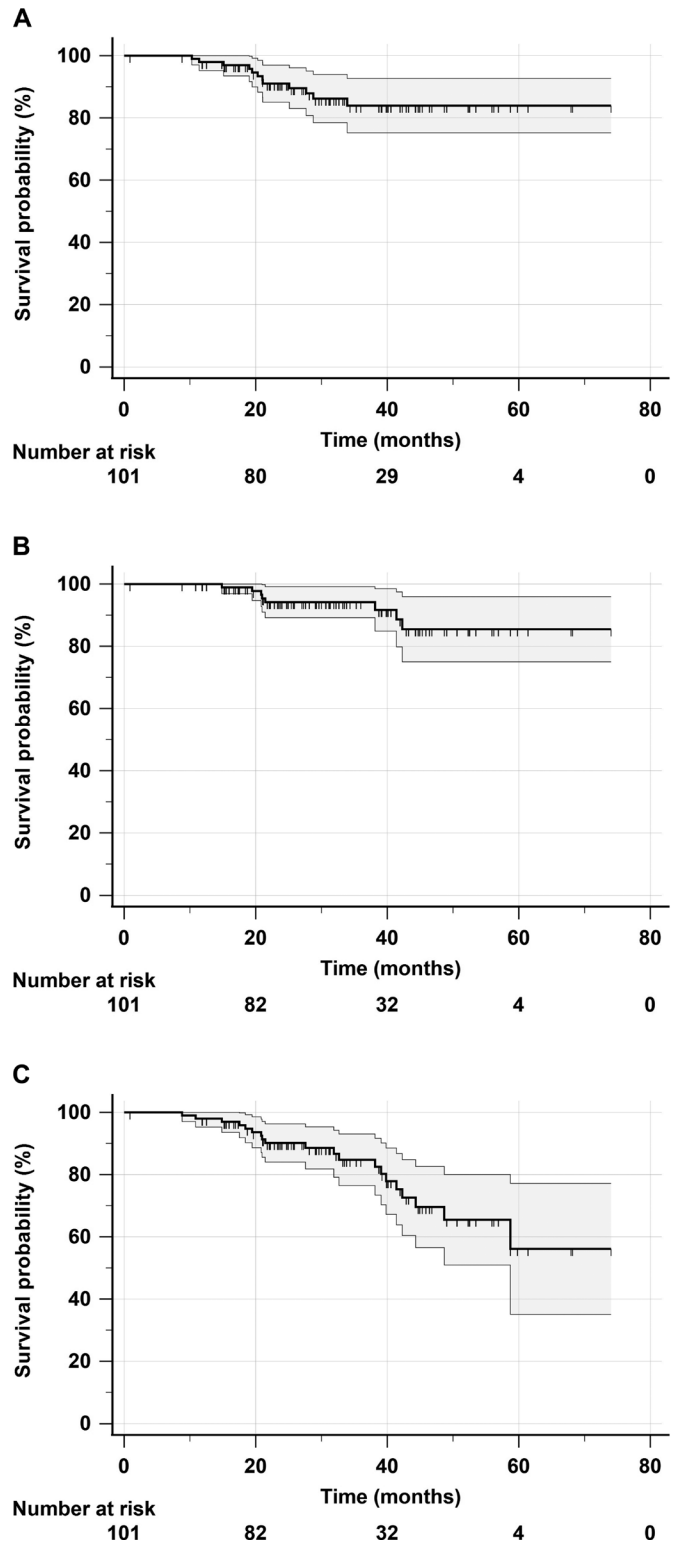 A
Survival probability (%)
100
80
60
40
20
0
0 20 40 60 80
Time (months)
Number at risk
101 80 29 4 0
B
Survival probability (%)
100
80
60
40
20
0
0 20 40 60 80
Time (months)
Number at risk
101 82 32 4 0
C
Survival probability (%)
100
80
60
40
20
0
0 20 40 60 80
Time (months)
Number at risk
101 82 32 4 0